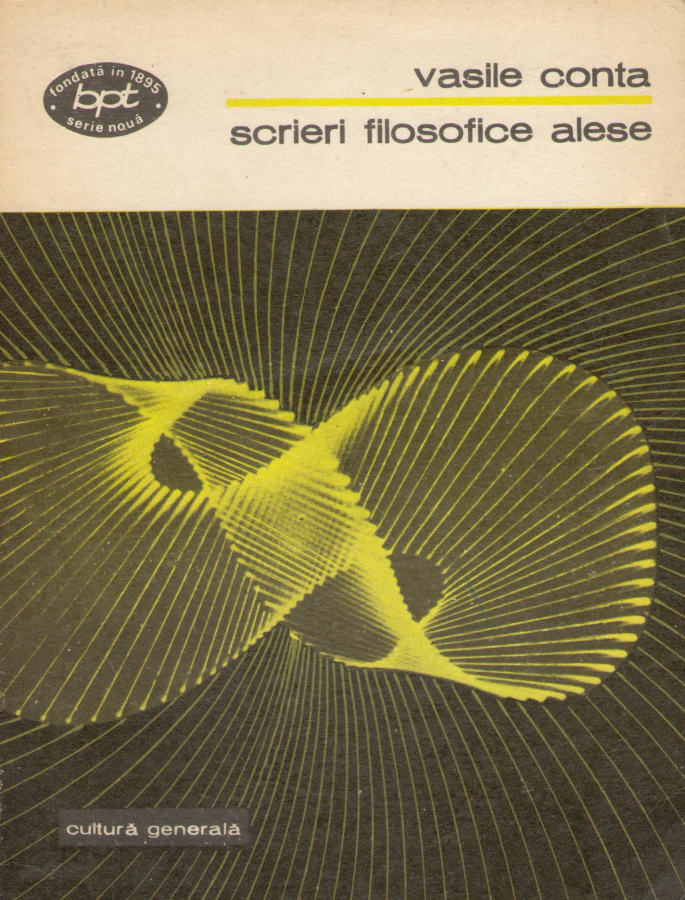 fondată în 1895
bpt
serie nouă
vasile conta
scrieri filosofice alese
cultură generală